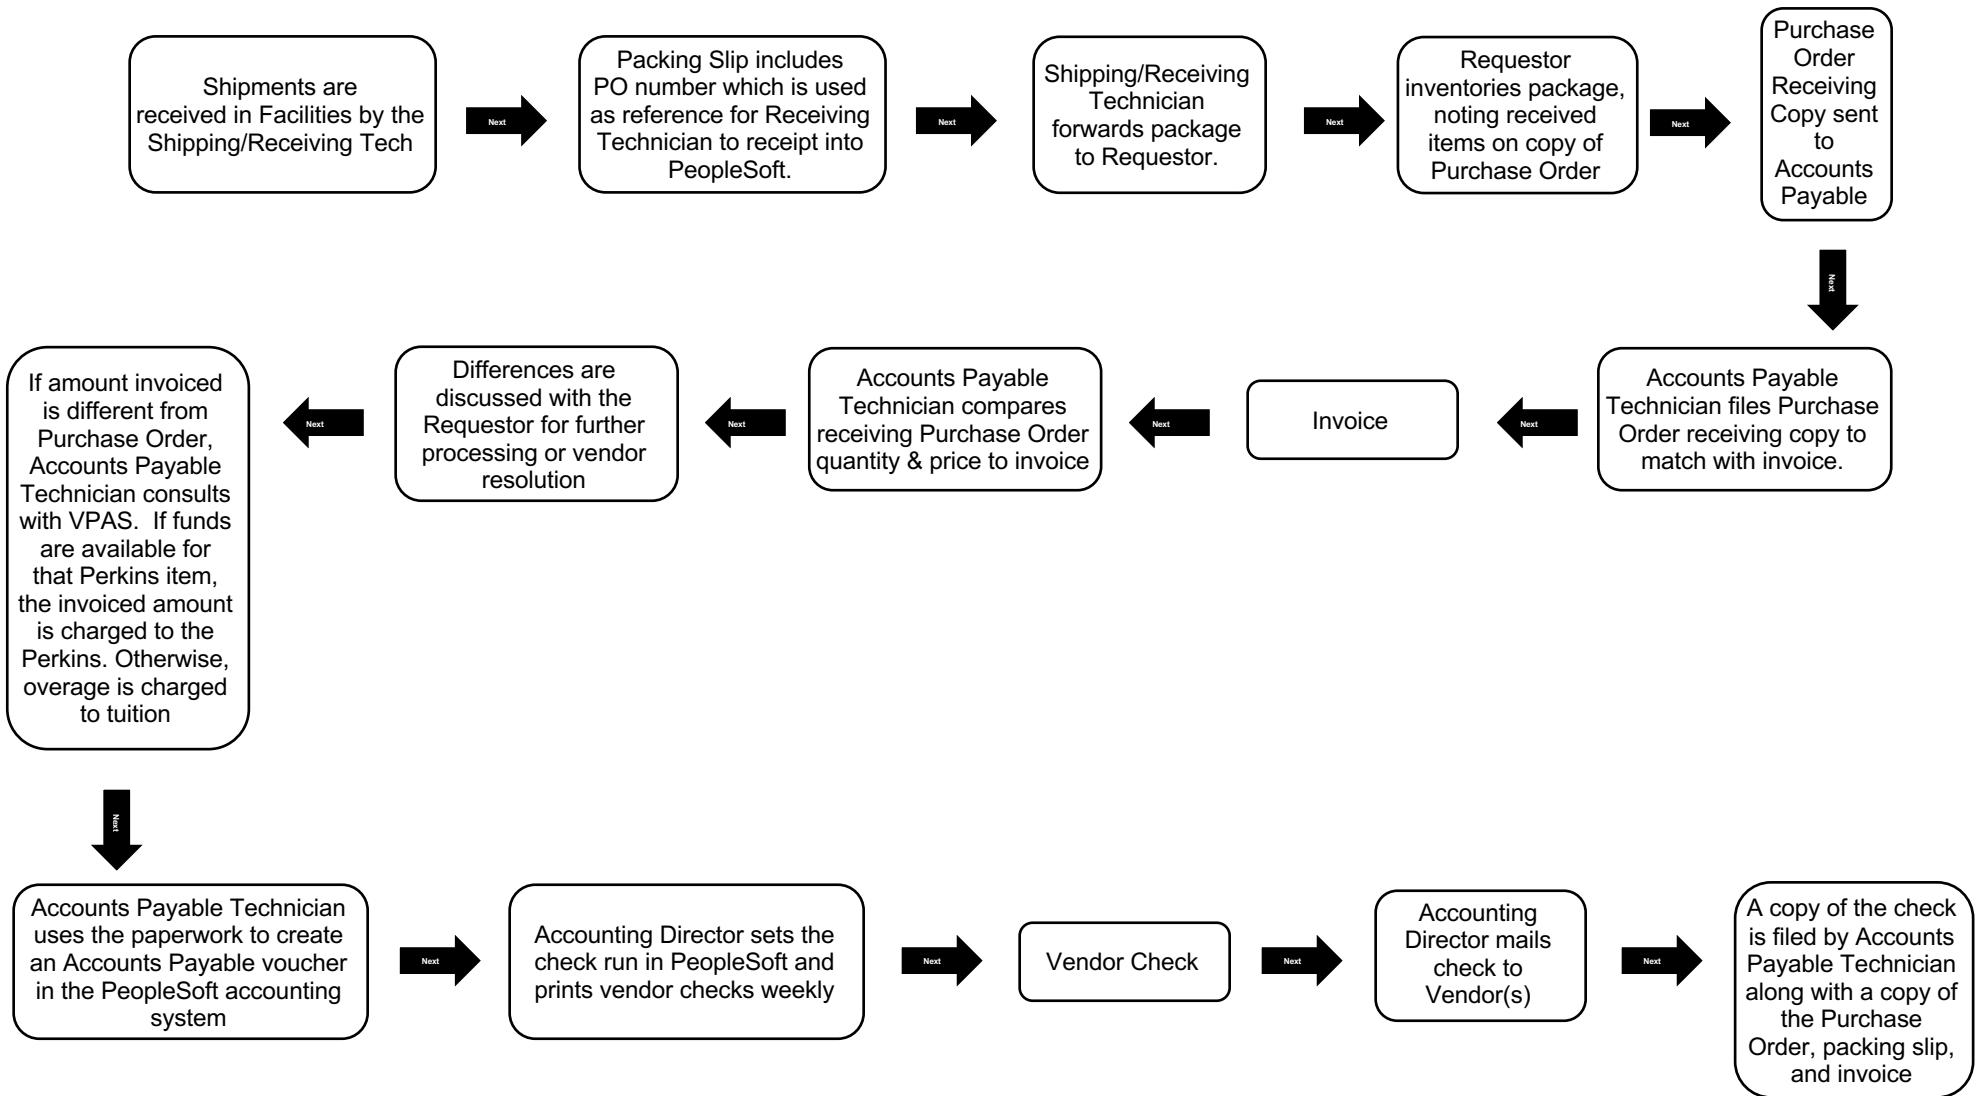 Shipments are
received in Facilities by the
Shipping/Receiving Tech
Next
Packing Slip includes
PO number which is used
as reference for Receiving
Technician to receipt into
PeopleSoft.
Next
Shipping/Receiving
Technician
forwards package
to Requestor.
Next
Requestor
inventories package,
noting received
items on copy of
Purchase Order
Next
Purchase
Order
Receiving
Copy sent
to
Accounts
Payable
Next
Accounts Payable
Technician files Purchase
Order receiving copy to
match with invoice.
Next
Invoice
Next
Accounts Payable
Technician compares
receiving Purchase Order
quantity & price to invoice
Next
Differences are
discussed with the
Requestor for further
processing or vendor
resolution
Next
If amount invoiced
is different from
Purchase Order,
Accounts Payable
Technician consults
with VPAS.  If funds
are available for
that Perkins item,
the invoiced amount
is charged to the
Perkins. Otherwise,
overage is charged
to tuition
Next
Accounts Payable Technician
uses the paperwork to create
an Accounts Payable voucher
in the PeopleSoft accounting
system
Next
Accounting Director sets the
check run in PeopleSoft and
prints vendor checks weekly
Next
Vendor Check
Next
Accounting
Director mails
check to
Vendor(s)
Next
A copy of the check
is filed by Accounts
Payable Technician
along with a copy of
the Purchase
Order, packing slip,
and invoice